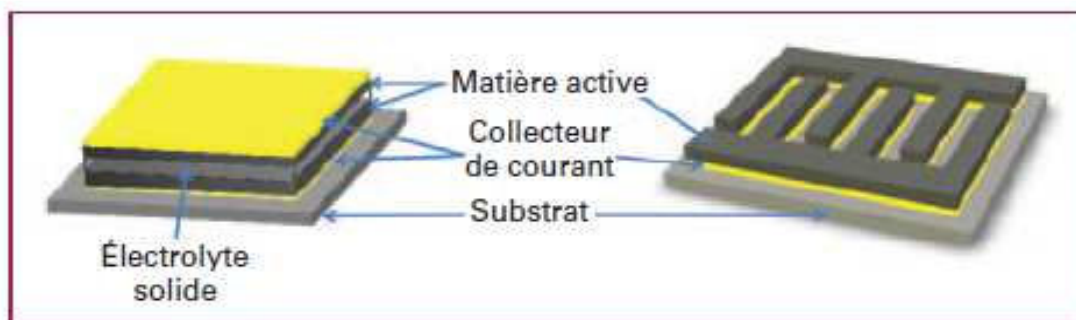 Matière active
Collecteur
de courant
Substrat
Électrolyte
solide